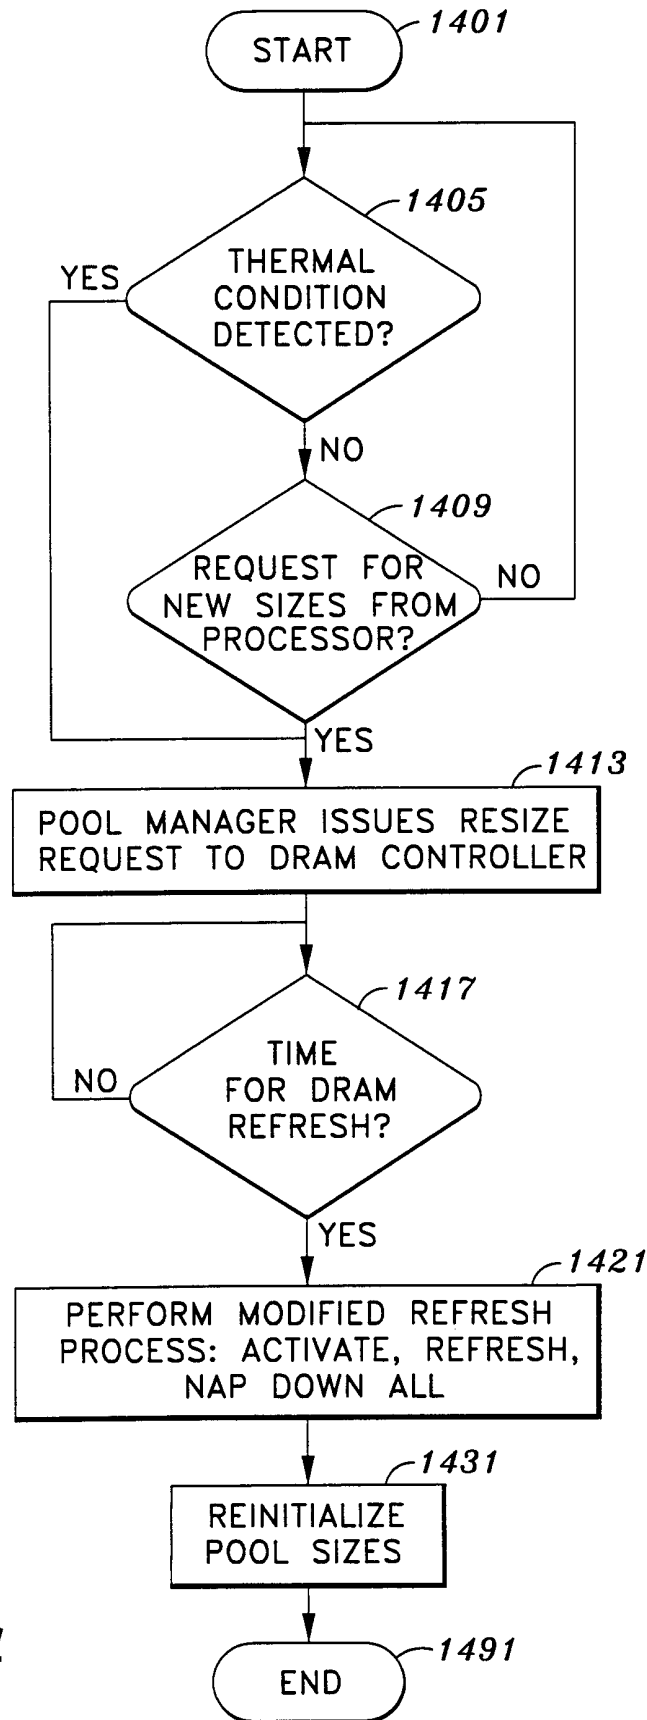 START
1401
THERMAL
CONDITION
DETECTED?
1405
YES
NO
REQUEST FOR
NEW SIZES FROM
PROCESSOR?
1409
NO
YES
POOL MANAGER ISSUES RESIZE
REQUEST TO DRAM CONTROLLER
1413
TIME
FOR DRAM
REFRESH?
1417
NO
YES
PERFORM MODIFIED REFRESH
PROCESS: ACTIVATE, REFRESH,
NAP DOWN ALL
1421
REINITIALIZE
POOL SIZES
1431
END
1491